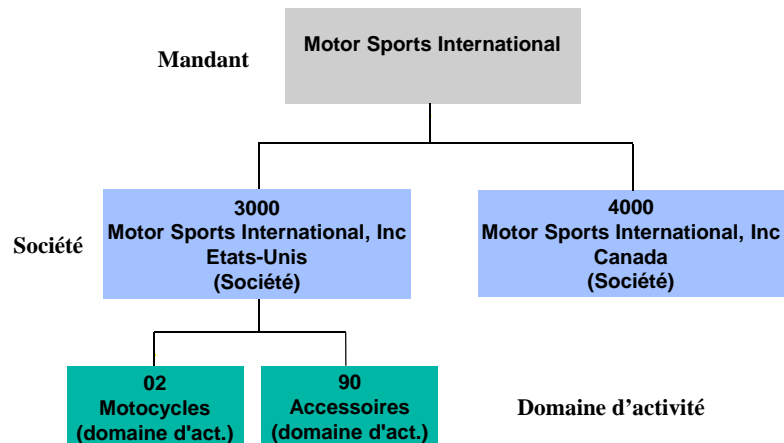 Motor Sports International
Mandant
3000
Motor Sports International, Inc
Etats-Unis
(Société)
4000
Motor Sports International, Inc
Canada
(Société)
Société
02
Motocycles
(domaine d'act.)
90
Accessoires
(domaine d'act.)
Domaine d’activité